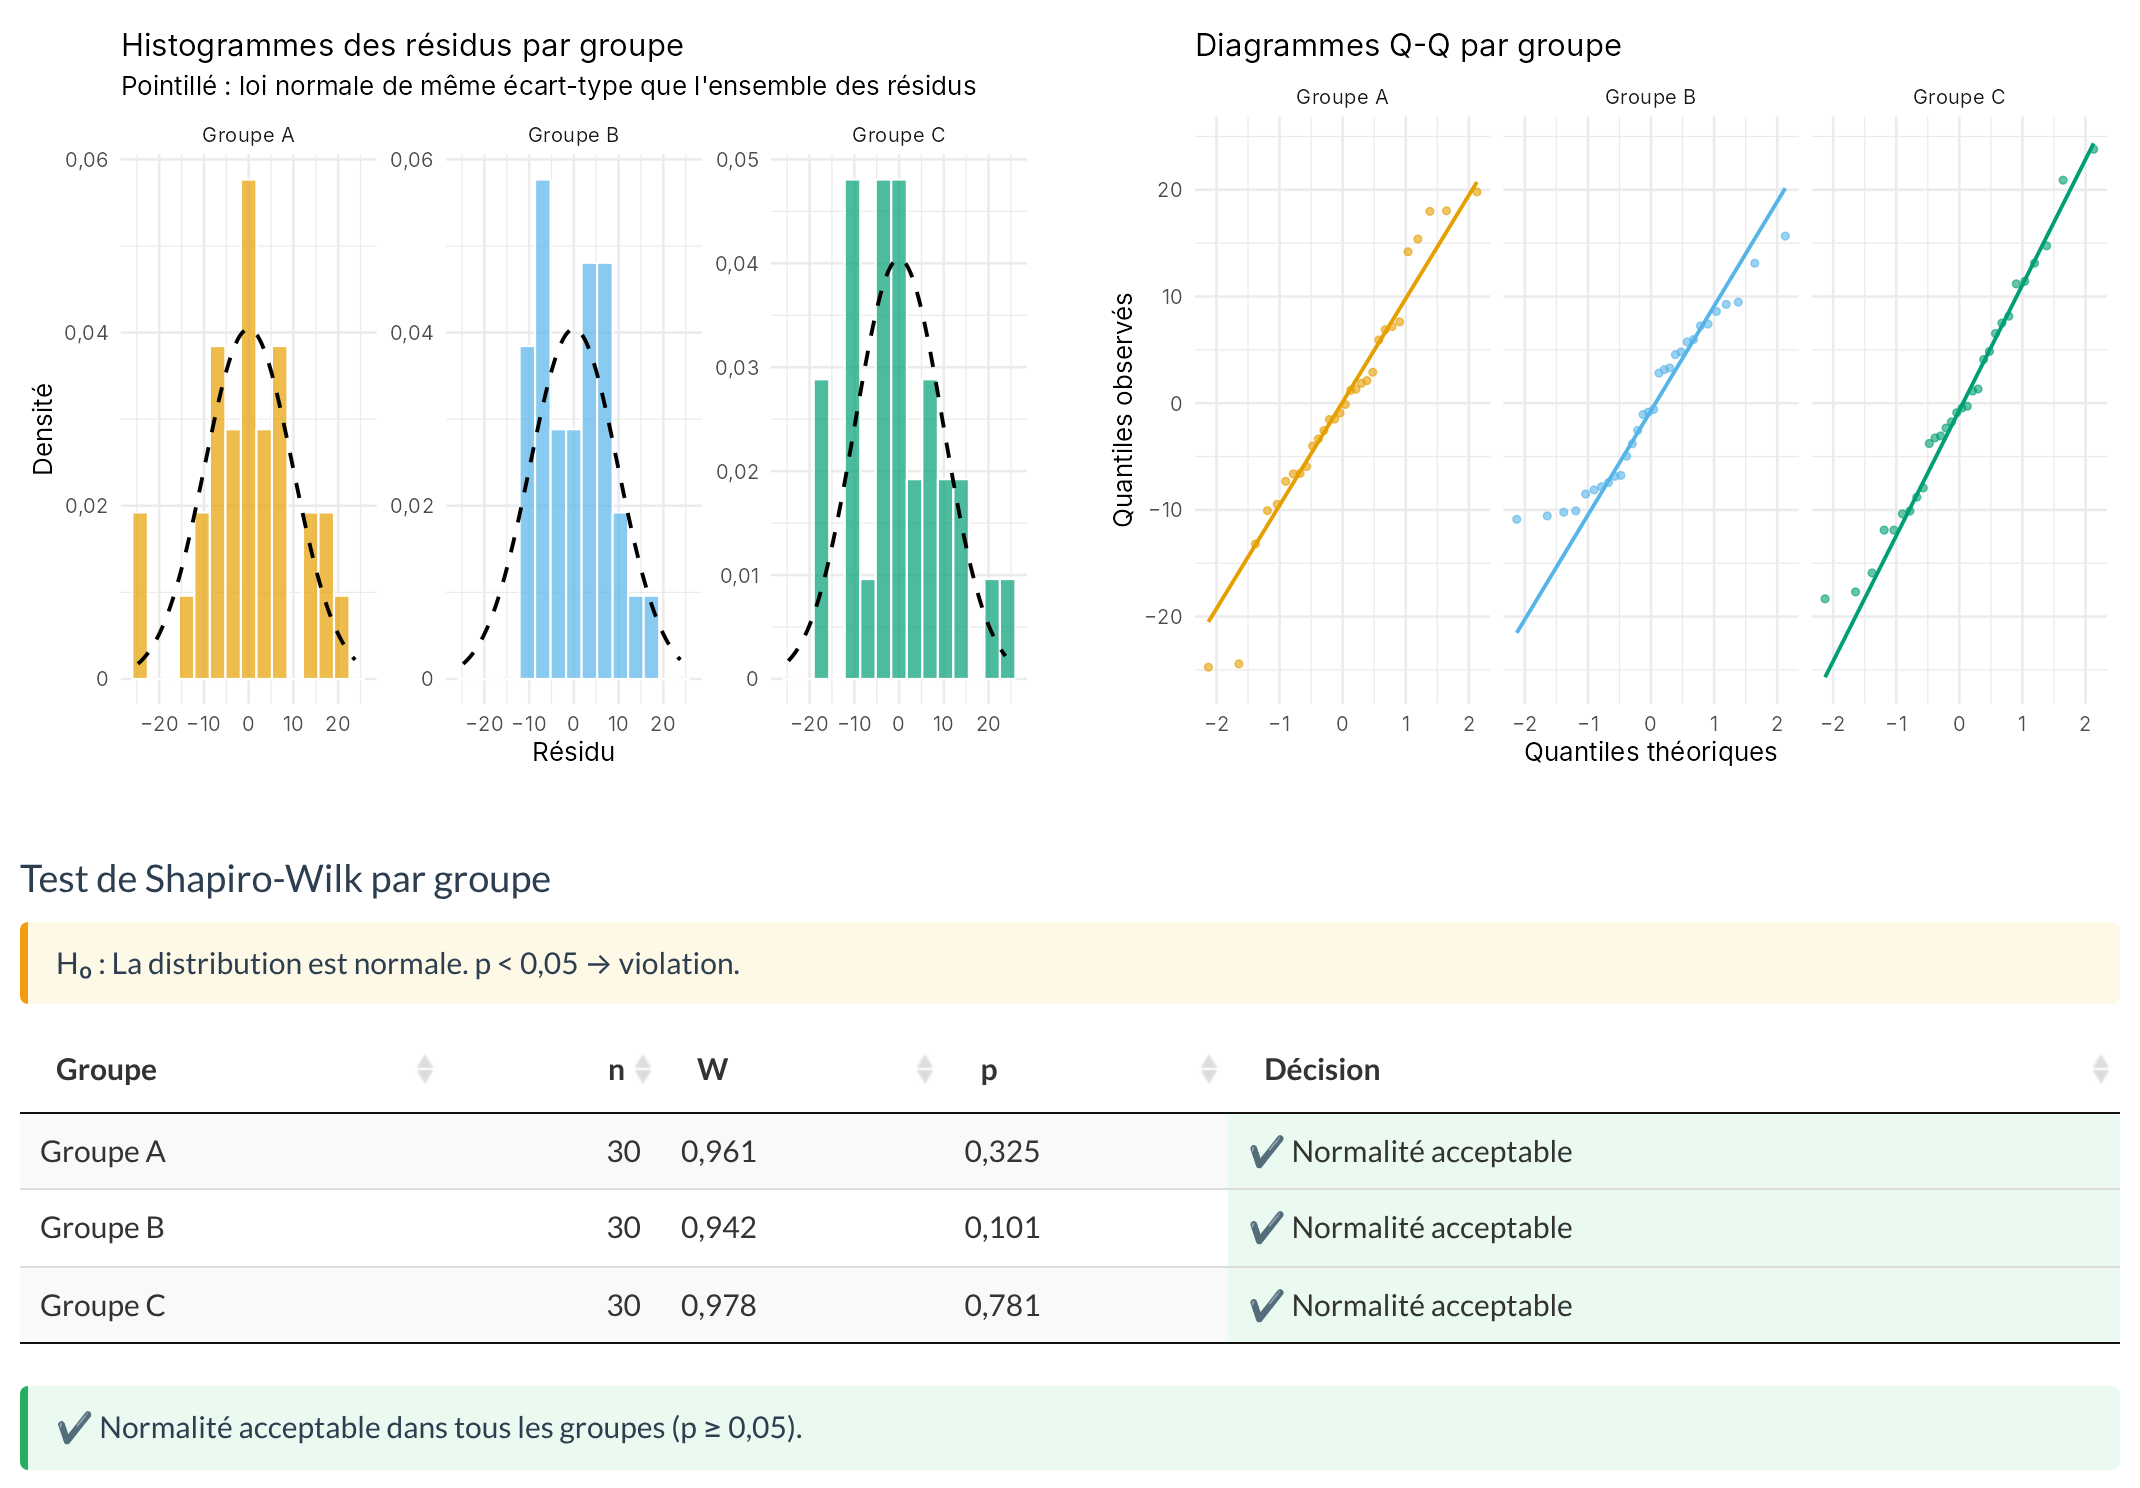 Histogrammes des résidus par groupe
Pointillé : loi normale de même écart-type que l'ensemble des résidus
Groupe A
Groupe B
Groupe C
0,06
0,04
0,02
0
0,06
0,04
0,02
0
0,05
0,04
0,03
0,02
0,01
0
Densité
−20 −10 0 10 20
−20 −10 0 10 20
−20 −10 0 10 20
Résidu
Diagrammes Q-Q par groupe
Groupe A
Groupe B
Groupe C
20
10
0
−10
−20
Quantiles observés
−2 −1 0 1 2
−2 −1 0 1 2
−2 −1 0 1 2
Quantiles théoriques
Test de Shapiro-Wilk par groupe
H₀ : La distribution est normale. p < 0,05 → violation.
Groupe n W p Décision
Groupe A 30 0,961 0,325 ✔ Normalité acceptable
Groupe B 30 0,942 0,101 ✔ Normalité acceptable
Groupe C 30 0,978 0,781 ✔ Normalité acceptable
✔ Normalité acceptable dans tous les groupes (p ≥ 0,05).